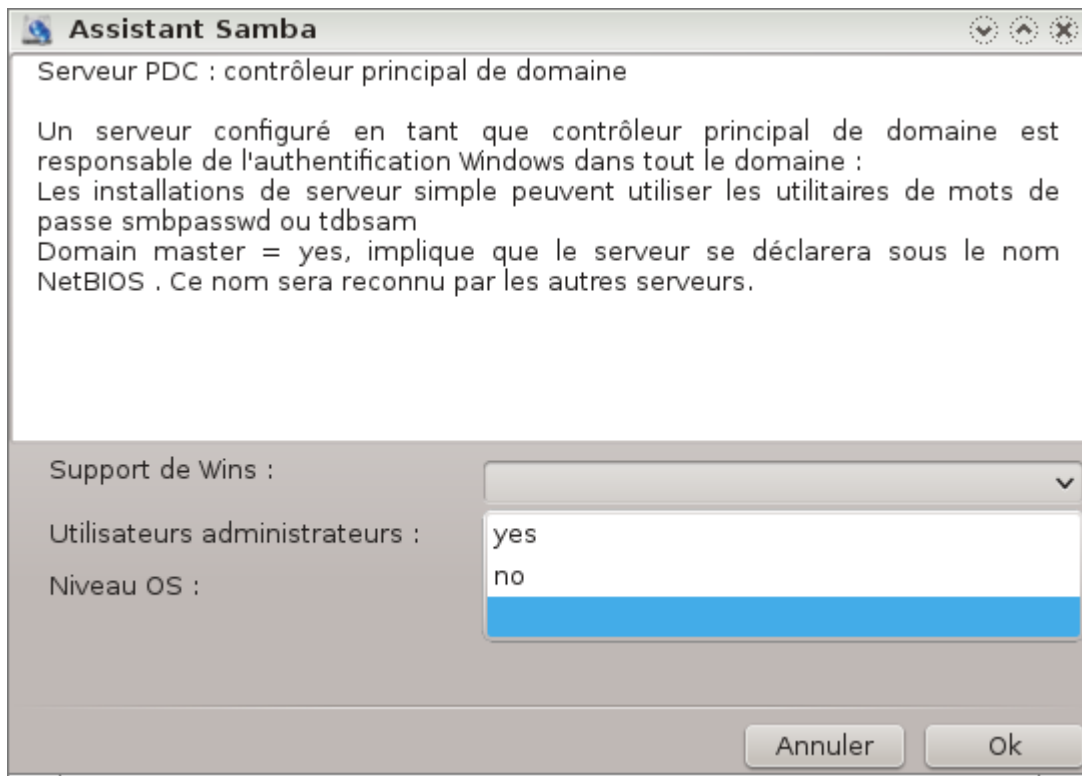 Assistant Samba
Serveur PDC : contrôleur principal de domaine
Un serveur configuré en tant que contrôleur principal de domaine est
responsable de l'authentification Windows dans tout le domaine :
Les installations de serveur simple peuvent utiliser les utilitaires de mots de
passe smbpasswd ou tdbsam
Domain master = yes, implique que le serveur se déclarera sous le nom
NetBIOS . Ce nom sera reconnu par les autres serveurs.
Support de Wins :
Utilisateurs administrateurs :
yes
no
Niveau OS :
Annuler
Ok